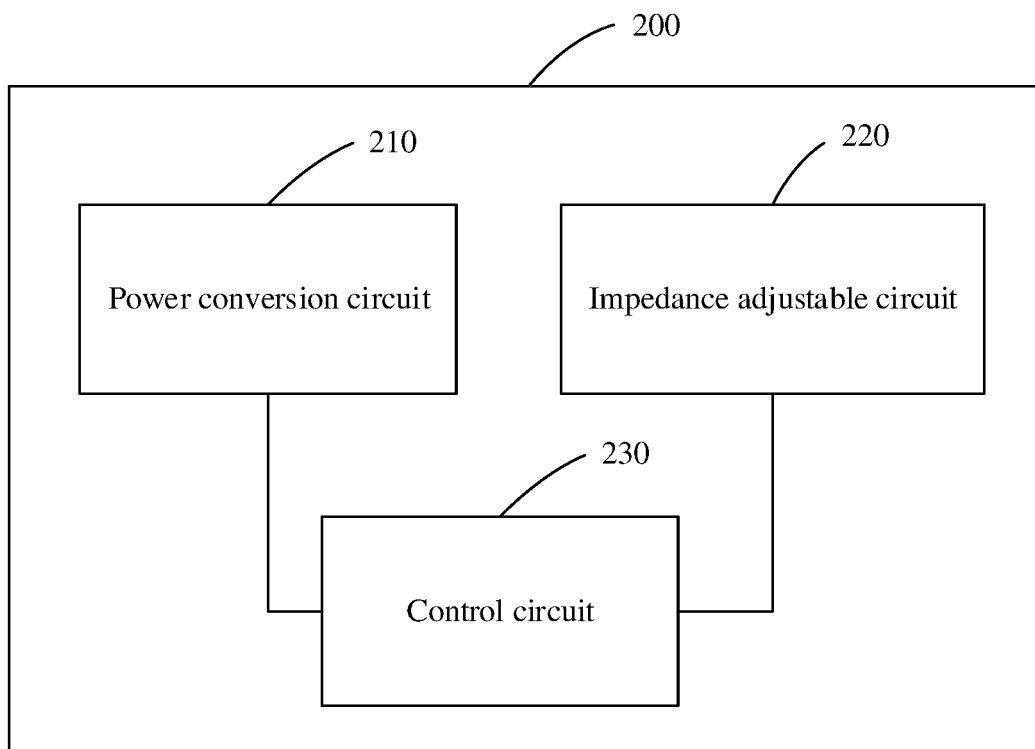 200
210
220
Power conversion circuit
Impedance adjustable circuit
230
Control circuit